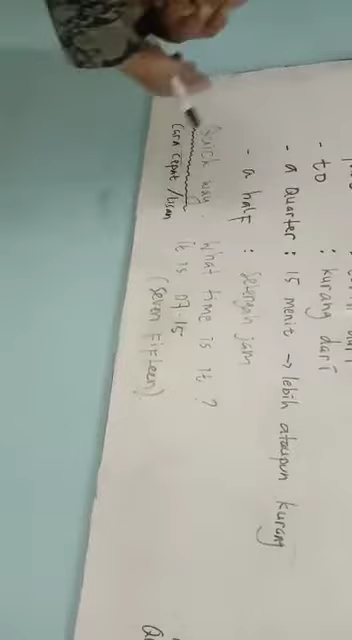 - to : kurang dari
- a Quarter : 15 menit → lebih ataupun kurang
- a half : setengah jam
Quick way. What time is it ?
Cara cepat /lisan it is 07.15
(seven Fifteen)